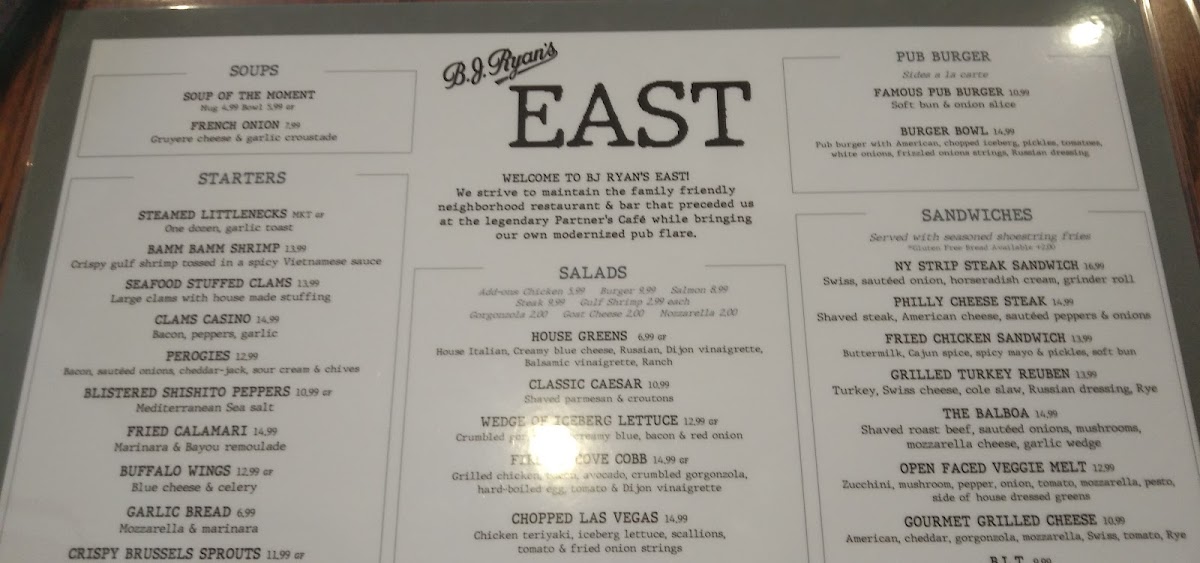 SOUPS
SOUP OF THE MOMENT
Mug 4.99 Bowl 5.99 GF
FRENCH ONION 7.99
Gruyere cheese & garlic croustade
STARTERS
STEAMED LITTLENECKS MKT GF
One dozen, garlic toast
BAMM BAMM SHRIMP 13.99
Crispy gulf shrimp tossed in a spicy Vietnamese sauce
SEAFOOD STUFFED CLAMS 13.99
Large clams with house made stuffing
CLAMS CASINO 14.99
Bacon, peppers, garlic
PEROGIES 12.99
Bacon, sautéed onions, cheddar-jack, sour cream & chives
BLISTERED SHISHITO PEPPERS 10.99 GF
Mediterranean Sea salt
FRIED CALAMARI 14.99
Marinara & Bayou remoulade
BUFFALO WINGS 12.99 GF
Blue cheese & celery
GARLIC BREAD 6.99
Mozzarella & marinara
CRISPY BRUSSELS SPROUTS 11.99 GF
B.J. Ryan's
EAST
WELCOME TO BJ RYAN'S EAST!
We strive to maintain the family friendly
neighborhood restaurant & bar that preceded us
at the legendary Partner's Café while bringing
our own modernized pub flare.
SALADS
Add-ons Chicken 5.99 Burger 9.99 Salmon 8.99
Steak 9.99 Gulf Shrimp 2.99 each
Gorgonzola 2.00 Goat Cheese 2.00 Mozzarella 2.00
HOUSE GREENS 6.99 GF
House Italian, Creamy blue cheese, Russian, Dijon vinaigrette,
Balsamic vinaigrette, Ranch
CLASSIC CAESAR 10.99
Shaved parmesan & croutons
WEDGE OF ICEBERG LETTUCE 12.99 GF
Crumbled creamy blue, bacon & red onion
COVE COBB 14.99 GF
Grilled chicken, avocado, crumbled gorgonzola,
hard-boiled egg, tomato & Dijon vinaigrette
CHOPPED LAS VEGAS 14.99
Chicken teriyaki, iceberg lettuce, scallions,
tomato & fried onion strings
PUB BURGER
Sides a la carte
FAMOUS PUB BURGER 10.99
Soft bun & onion slice
BURGER BOWL 14.99
Pub burger with American, chopped iceberg, pickles, tomatoes,
white onions, frizzled onions strings, Russian dressing
SANDWICHES
Served with seasoned shoestring fries
*Gluten Free Bread Available +2.00
NY STRIP STEAK SANDWICH 16.99
Swiss, sautéed onion, horseradish cream, grinder roll
PHILLY CHEESE STEAK 14.99
Shaved steak, American cheese, sautéed peppers & onions
FRIED CHICKEN SANDWICH 13.99
Buttermilk, Cajun spice, spicy mayo & pickles, soft bun
GRILLED TURKEY REUBEN 13.99
Turkey, Swiss cheese, cole slaw, Russian dressing, Rye
THE BALBOA 14.99
Shaved roast beef, sautéed onions, mushrooms,
mozzarella cheese, garlic wedge
OPEN FACED VEGGIE MELT 12.99
Zucchini, mushroom, pepper, onion, tomato, mozzarella, pesto,
side of house dressed greens
GOURMET GRILLED CHEESE 10.99
American, cheddar, gorgonzola, mozzarella, Swiss, tomato, Rye
B.L.T. 9.99